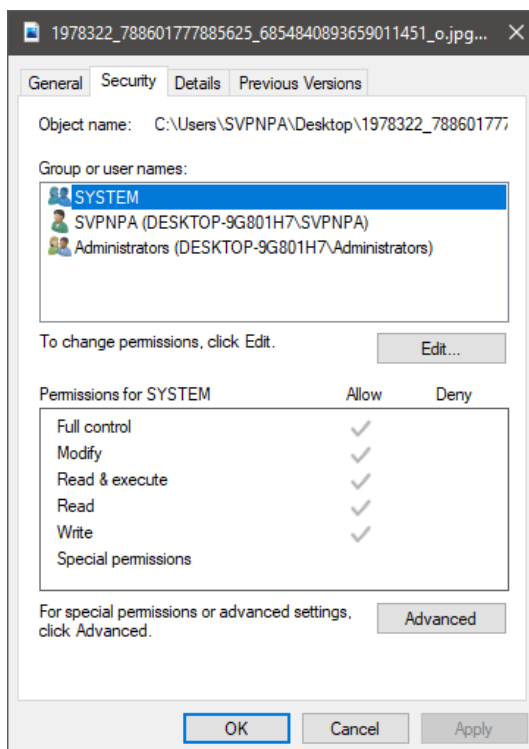 1978322_788601777885625_6854840893659011451_o.jpg...
General Security Details Previous Versions
Object name: C:\Users\SVPNPA\Desktop\1978322_788601777
Group or user names:
SYSTEM
SVPNPA (DESKTOP-9G801H7\SVPNPA)
Administrators (DESKTOP-9G801H7\Administrators)
To change permissions, click Edit.
Edit...
Permissions for SYSTEM Allow Deny
Full control
Modify
Read & execute
Read
Write
Special permissions
For special permissions or advanced settings,
click Advanced.
Advanced
OK Cancel Apply